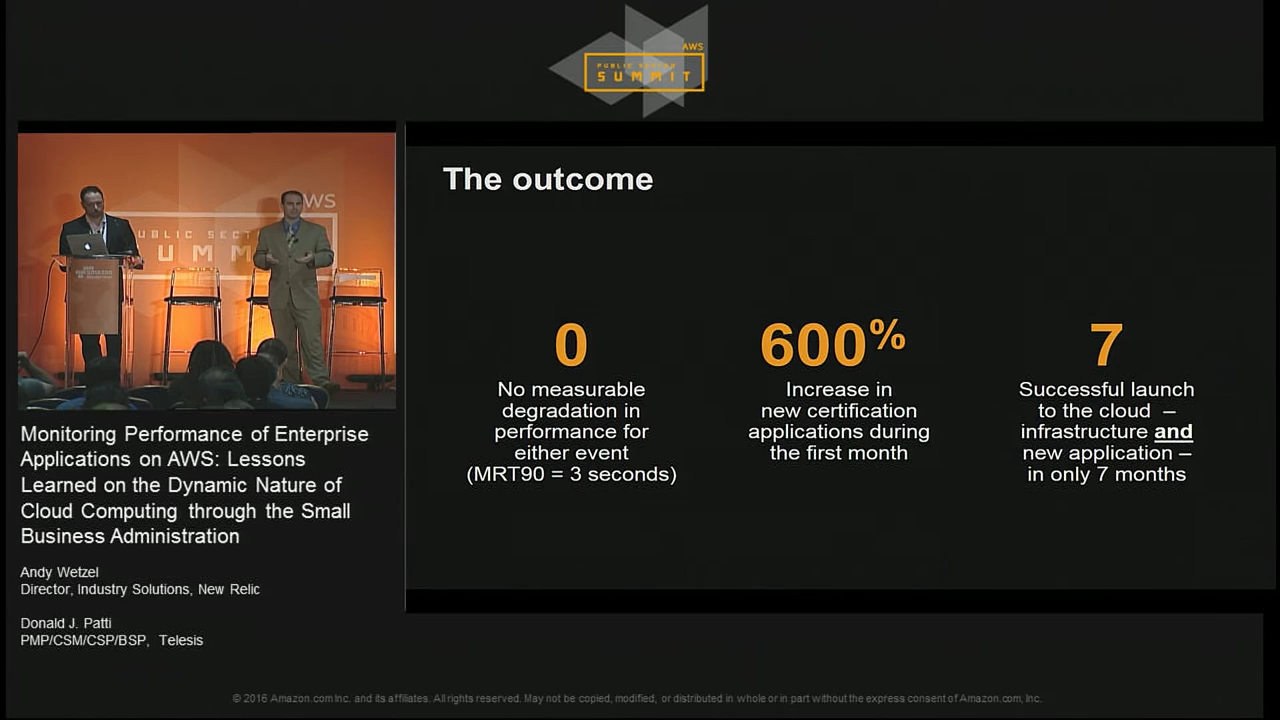 AWS
PUBLIC SECTOR
SUMMIT
AWS
UBLIC SECT
UMM
The outcome
0
No measurable
degradation in
performance for
either event
(MRT90 = 3 seconds)
600%
Increase in
new certification
applications during
the first month
7
Successful launch
to the cloud –
infrastructure and
new application –
in only 7 months
Monitoring Performance of Enterprise
Applications on AWS: Lessons
Learned on the Dynamic Nature of
Cloud Computing through the Small
Business Administration
Andy Wetzel
Director, Industry Solutions, New Relic
Donald J. Patti
PMP/CSM/CSP/BSP, Telesis
© 2016 Amazon.com Inc. and its affiliates. All rights reserved. May not be copied, modified, or distributed in whole or in part without the express consent of Amazon.com, Inc.